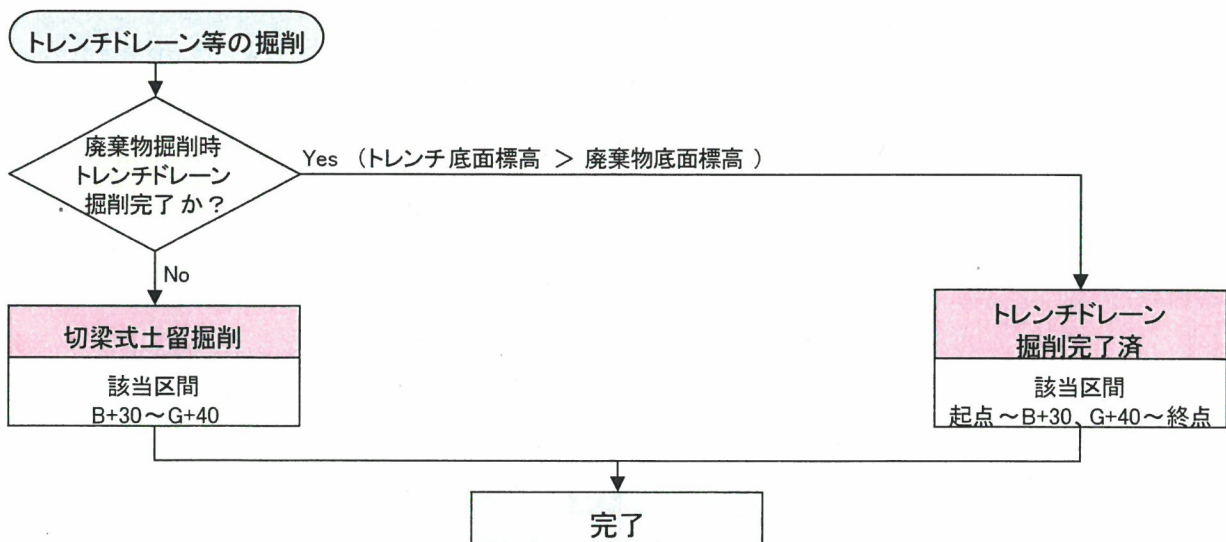 トレンチドレーン等の掘削
廃棄物掘削時
トレンチドレーン
掘削完了か？
Yes （トレンチ底面標高 ＞ 廃棄物底面標高 ）
No
切梁式土留掘削
該当区間
B+30～G+40
トレンチドレーン
掘削完了済
該当区間
起点～B+30、G+40～終点
完了